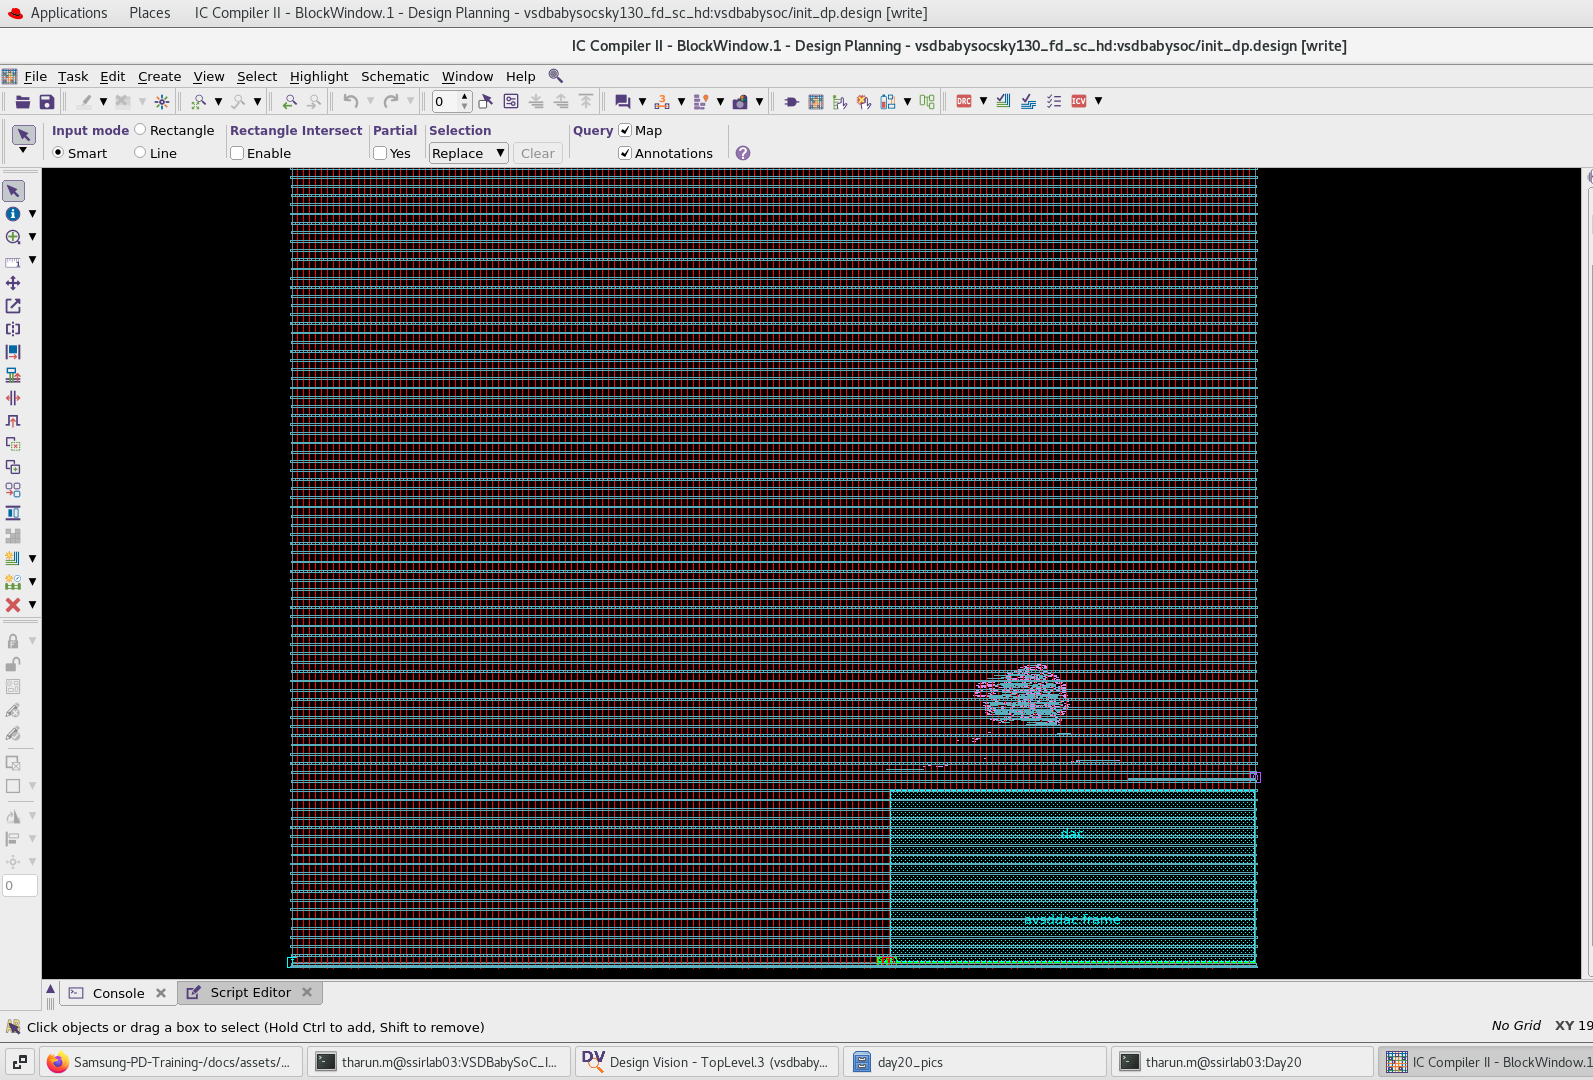 Applications Places IC Compiler II - BlockWindow.1 - Design Planning - vsdbabysocsky130_fd_sc_hd:vsdbabysoc/init_dp.design [write]
IC Compiler II - BlockWindow.1 - Design Planning - vsdbabysocsky130_fd_sc_hd:vsdbabysoc/init_dp.design [write]
File Task Edit Create View Select Highlight Schematic Window Help
0 3 DRC ICV
Input mode Rectangle Rectangle Intersect Partial Selection Query Map
Smart Line Enable Yes Replace Clear Annotations
dac
avsddac.frame
0
Console Script Editor
Click objects or drag a box to select (Hold Ctrl to add, Shift to remove) No Grid XY 19
Samsung-PD-Training-/docs/assets/... tharun.m@ssirlab03:VSDBabySoC_I... DV Design Vision - TopLevel.3 (vsdbaby... day20_pics tharun.m@ssirlab03:Day20 IC Compiler II - BlockWindow.1